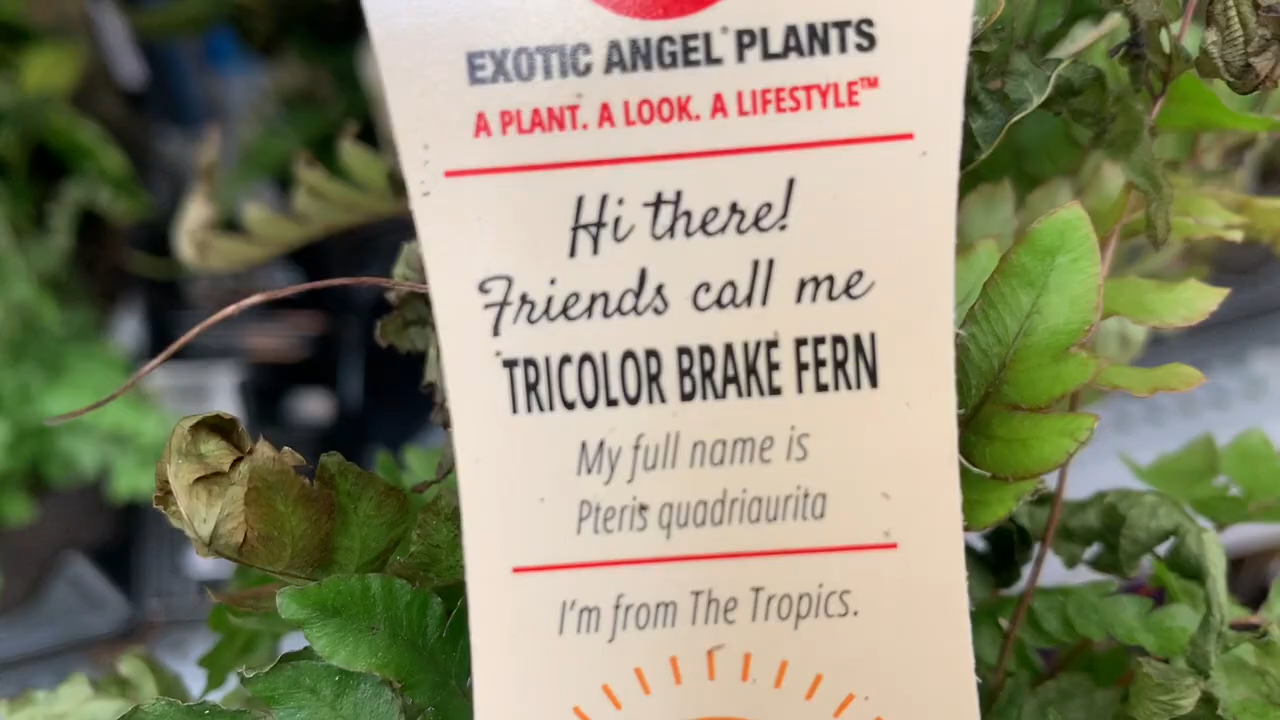 EXOTIC ANGEL® PLANTS
A PLANT. A LOOK. A LIFESTYLE™
Hi there!
Friends call me
TRICOLOR BRAKE FERN
My full name is
Pteris quadriaurita
I'm from The Tropics.